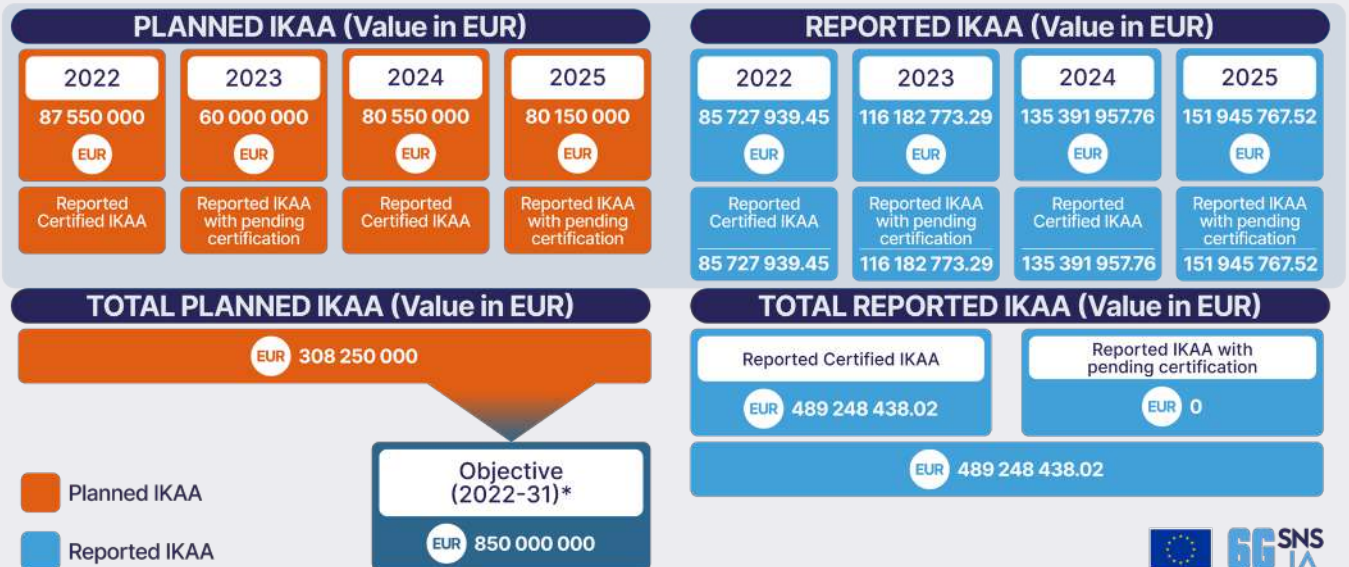 PLANNED IKAA (Value in EUR)
2022
87 550 000
EUR
Reported
Certified IKAA
2023
60 000 000
EUR
Reported IKAA
with pending
certification
2024
80 550 000
EUR
Reported
Certified IKAA
2025
80 150 000
EUR
Reported IKAA
with pending
certification
REPORTED IKAA (Value in EUR)
2022
85 727 939.45
EUR
Reported
Certified IKAA
85 727 939.45
2023
116 182 773.29
EUR
Reported IKAA
with pending
certification
116 182 773.29
2024
135 391 957.76
EUR
Reported
Certified IKAA
135 391 957.76
2025
151 945 767.52
EUR
Reported IKAA
with pending
certification
151 945 767.52
TOTAL PLANNED IKAA (Value in EUR)
EUR 308 250 000
Objective
(2022-31)*
EUR 850 000 000
Planned IKAA
Reported IKAA
TOTAL REPORTED IKAA (Value in EUR)
Reported Certified IKAA
EUR 489 248 438.02
Reported IKAA with
pending certification
EUR 0
EUR 489 248 438.02
6G SNS